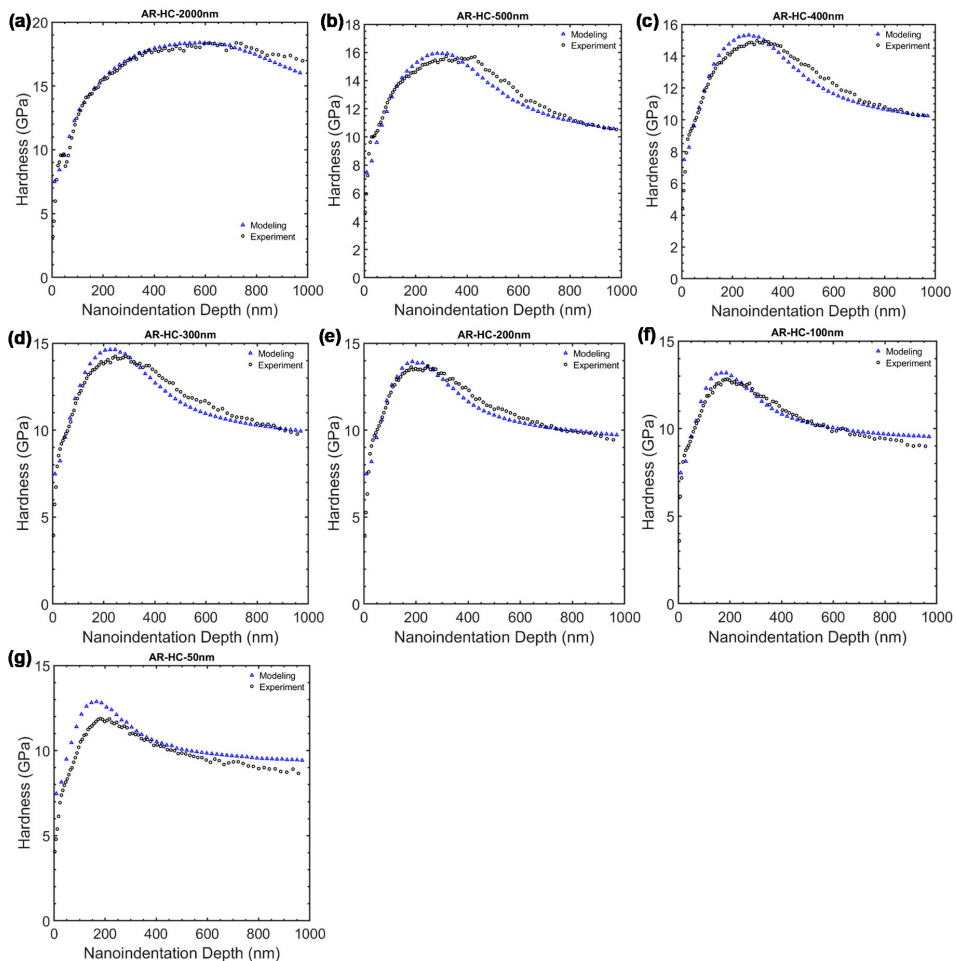 (a)
AR-HC-2000nm
20
15
10
5
0
Hardness (GPa)
Modeling
Experiment
0 200 400 600 800 1000
Nanoindentation Depth (nm)
(b)
AR-HC-500nm
18
16
14
12
10
8
6
4
2
0
Hardness (GPa)
Modeling
Experiment
0 200 400 600 800 1000
Nanoindentation Depth (nm)
(c)
AR-HC-400nm
16
14
12
10
8
6
4
2
0
Hardness (GPa)
Modeling
Experiment
0 200 400 600 800 1000
Nanoindentation Depth (nm)
(d)
AR-HC-300nm
15
10
5
0
Hardness (GPa)
Modeling
Experiment
0 200 400 600 800 1000
Nanoindentation Depth (nm)
(e)
AR-HC-200nm
15
10
5
0
Hardness (GPa)
Modeling
Experiment
0 200 400 600 800 1000
Nanoindentation Depth (nm)
(f)
AR-HC-100nm
15
10
5
0
Hardness (GPa)
Modeling
Experiment
0 200 400 600 800 1000
Nanoindentation Depth (nm)
(g)
AR-HC-50nm
15
10
5
0
Hardness (GPa)
Modeling
Experiment
0 200 400 600 800 1000
Nanoindentation Depth (nm)